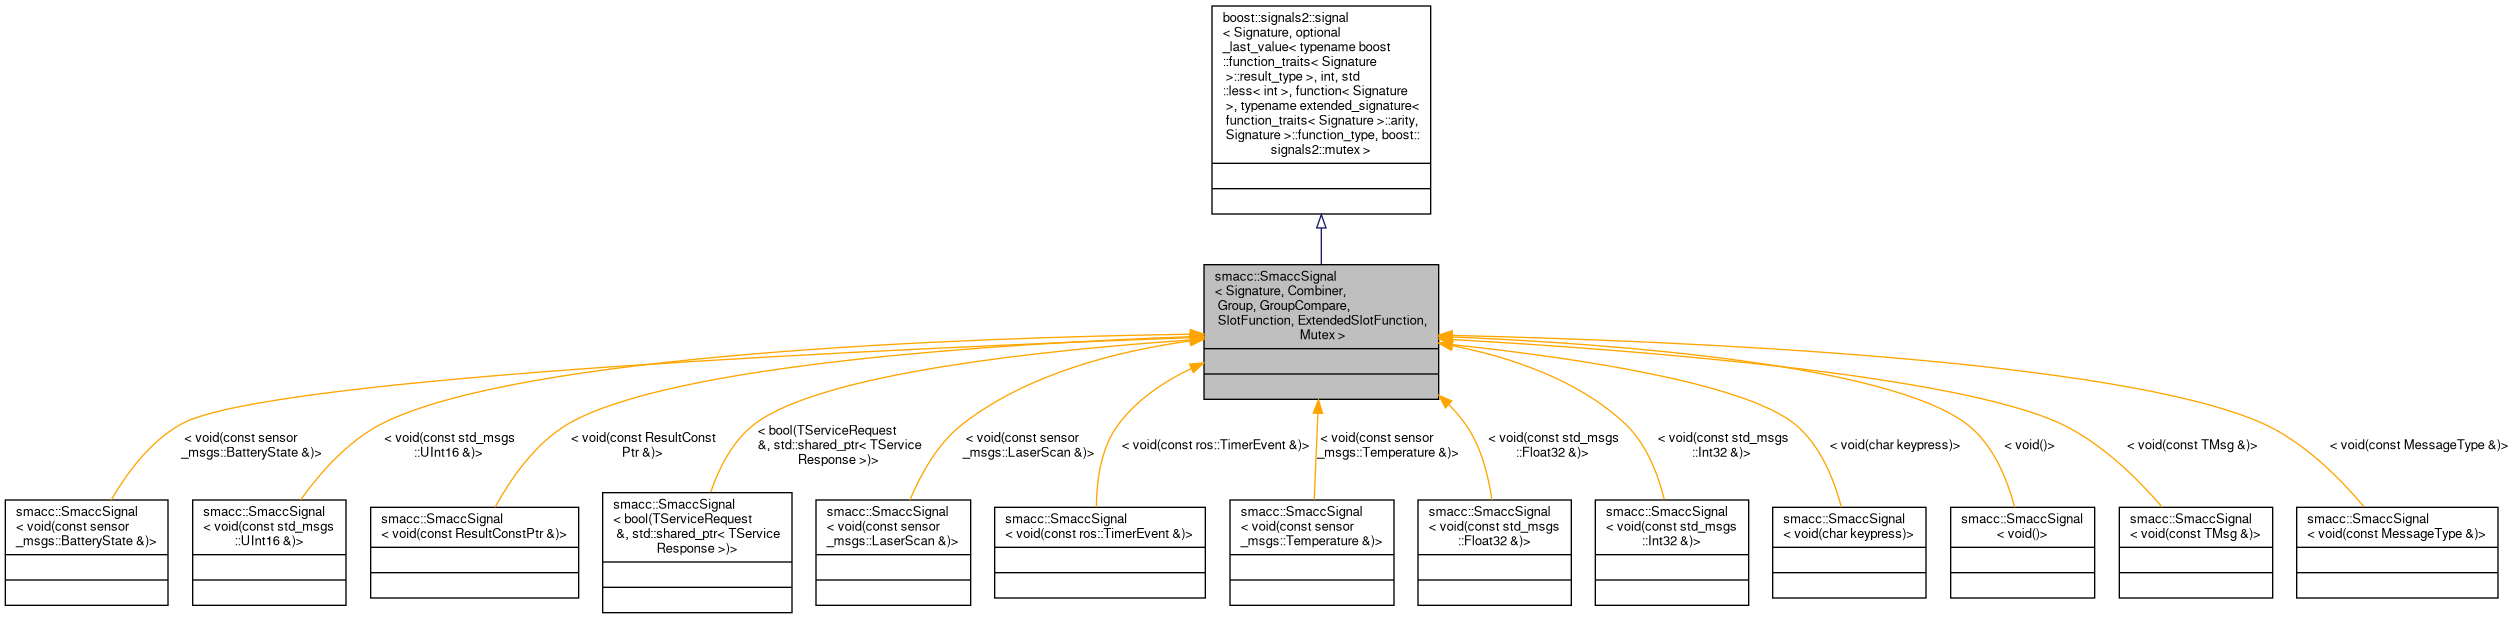 boost::signals2::signal
< Signature, optional
_last_value< typename boost
::function_traits< Signature
>::result_type >, int, std
::less< int >, function< Signature
>, typename extended_signature<
function_traits< Signature >::arity,
Signature >::function_type, boost::
signals2::mutex >
smacc::SmaccSignal
< Signature, Combiner,
Group, GroupCompare,
SlotFunction, ExtendedSlotFunction,
Mutex >
< void(const sensor
_msgs::BatteryState &)>
< void(const std_msgs
::UInt16 &)>
< void(const ResultConst
Ptr &)>
< bool(TServiceRequest
&, std::shared_ptr< TService
Response >)>
< void(const sensor
_msgs::LaserScan &)>
< void(const ros::TimerEvent &)>
< void(const sensor
_msgs::Temperature &)>
< void(const std_msgs
::Float32 &)>
< void(const std_msgs
::Int32 &)>
< void(char keypress)>
< void()>
< void(const TMsg &)>
< void(const MessageType &)>
smacc::SmaccSignal
< void(const sensor
_msgs::BatteryState &)>
smacc::SmaccSignal
< void(const std_msgs
::UInt16 &)>
smacc::SmaccSignal
< void(const ResultConstPtr &)>
smacc::SmaccSignal
< bool(TServiceRequest
&, std::shared_ptr< TService
Response >)>
smacc::SmaccSignal
< void(const sensor
_msgs::LaserScan &)>
smacc::SmaccSignal
< void(const ros::TimerEvent &)>
smacc::SmaccSignal
< void(const sensor
_msgs::Temperature &)>
smacc::SmaccSignal
< void(const std_msgs
::Float32 &)>
smacc::SmaccSignal
< void(const std_msgs
::Int32 &)>
smacc::SmaccSignal
< void(char keypress)>
smacc::SmaccSignal
< void()>
smacc::SmaccSignal
< void(const TMsg &)>
smacc::SmaccSignal
< void(const MessageType &)>